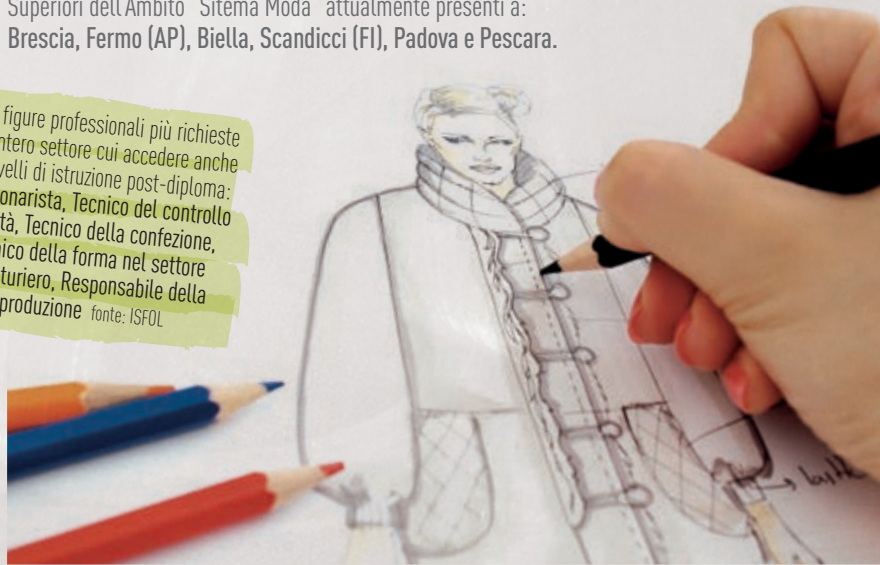 Superiori dell'Ambito "Sitema Moda" attualmente presenti a:
Brescia, Fermo (AP), Biella, Scandicci (FI), Padova e Pescara.
figure professionali più richieste
ntero settore cui accedere anche
velli di istruzione post-diploma:
onarista, Tecnico del controllo
tà, Tecnico della confezione,
nico della forma nel settore
turiero, Responsabile della
produzione fonte: ISFOL